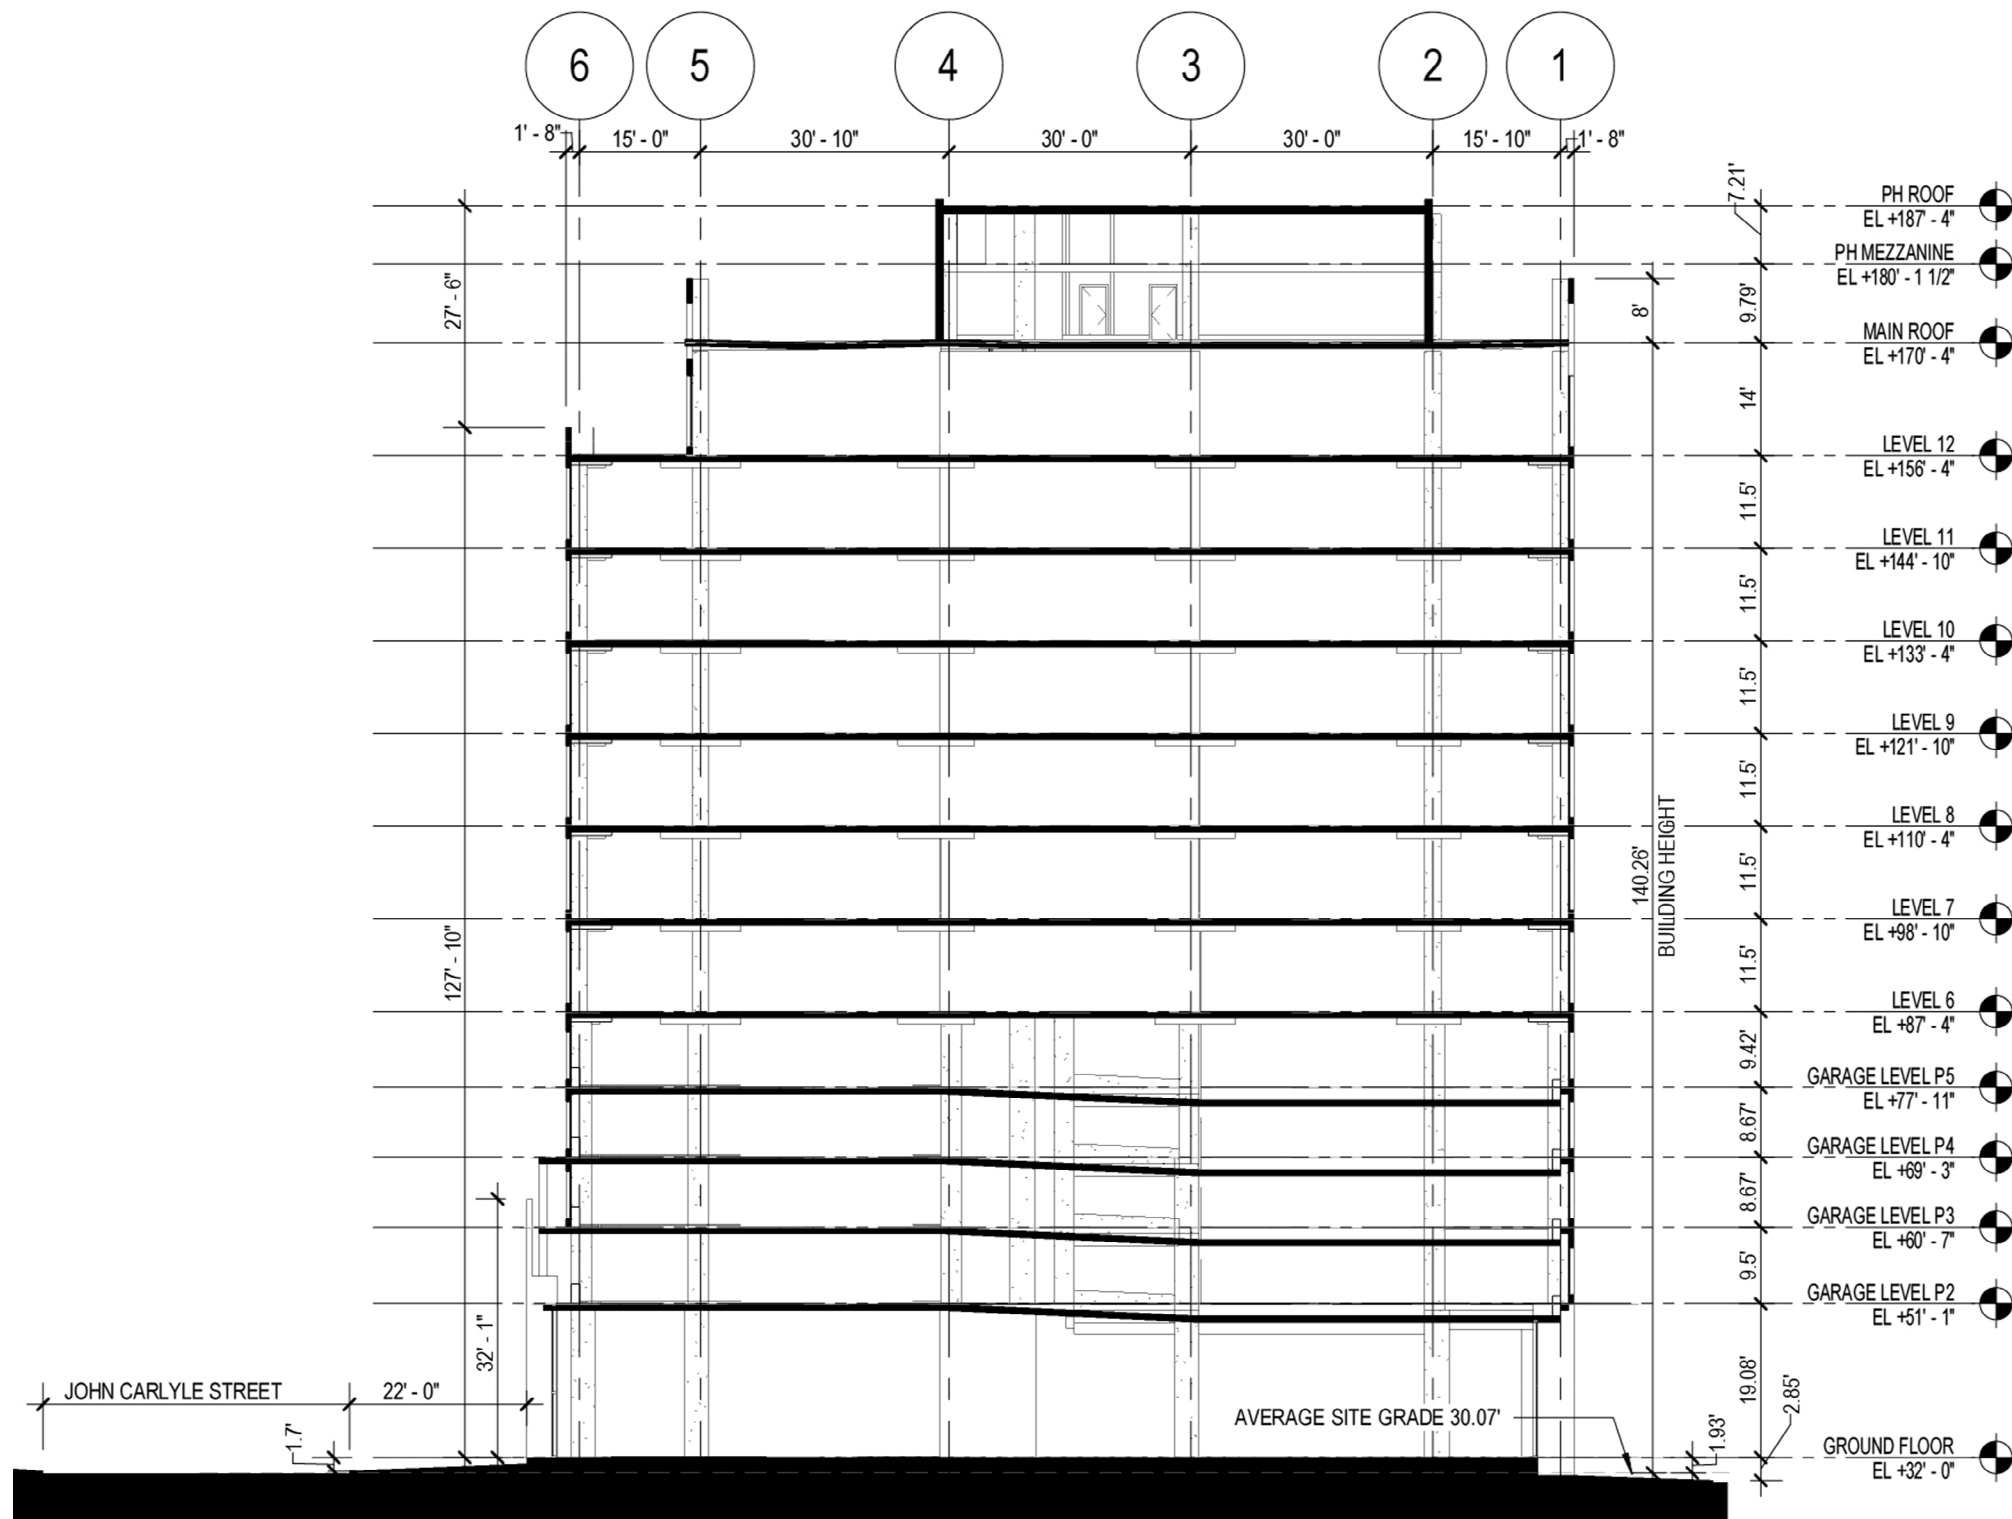 6 5 4 3 2 1
1' - 8" 15' - 0" 30' - 10" 30' - 0" 30' - 0" 15' - 10" 1' - 8"
7.21'
PH ROOF
EL +187' - 4"
PH MEZZANINE
EL +180' - 1 1/2"
27' - 6"
8'
9.79'
MAIN ROOF
EL +170' - 4"
14'
LEVEL 12
EL +156' - 4"
11.5'
LEVEL 11
EL +144' - 10"
11.5'
LEVEL 10
EL +133' - 4"
11.5'
LEVEL 9
EL +121' - 10"
11.5'
LEVEL 8
EL +110' - 4"
140.26'
BUILDING HEIGHT
11.5'
LEVEL 7
EL +98' - 10"
127' - 10"
11.5'
LEVEL 6
EL +87' - 4"
9.42'
GARAGE LEVEL P5
EL +77' - 11"
8.67'
GARAGE LEVEL P4
EL +69' - 3"
8.67'
GARAGE LEVEL P3
EL +60' - 7"
9.5'
GARAGE LEVEL P2
EL +51' - 1"
32' - 1"
JOHN CARLYLE STREET 22' - 0"
19.08'
2.85'
AVERAGE SITE GRADE 30.07'
1.7'
1.93'
GROUND FLOOR
EL +32' - 0"